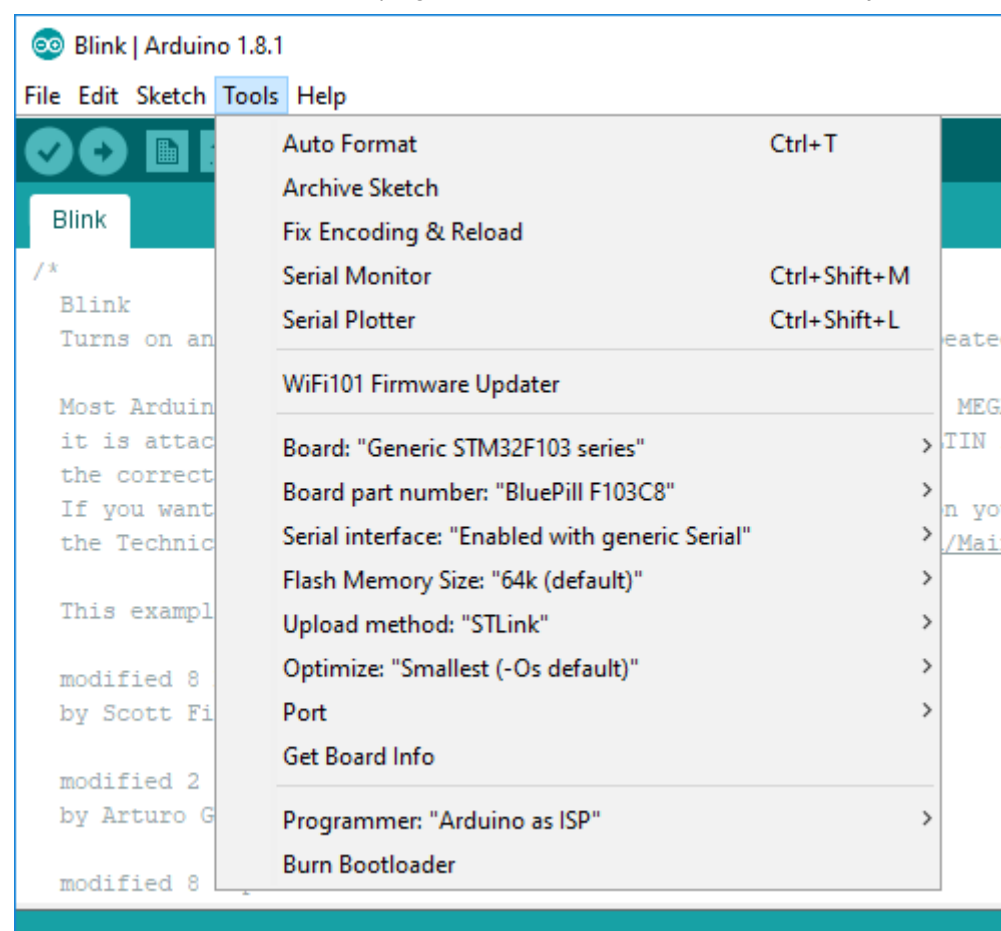 Blink | Arduino 1.8.1
File Edit Sketch Tools Help
Auto Format Ctrl+T
Archive Sketch
Blink
Fix Encoding & Reload
/*
Serial Monitor Ctrl+Shift+M
Blink
Serial Plotter Ctrl+Shift+L
Turns on an
WiFi101 Firmware Updater
Most Arduin MEG
it is attac TIN
Board: "Generic STM32F103 series"
the correct
Board part number: "BluePill F103C8"
If you want n yo
Serial interface: "Enabled with generic Serial"
the Technic /Mai
Flash Memory Size: "64k (default)"
This exampl
Upload method: "STLink"
Optimize: "Smallest (-Os default)"
modified 8
by Scott Fi
Port
Get Board Info
modified 2
by Arturo G
Programmer: "Arduino as ISP"
Burn Bootloader
modified 8